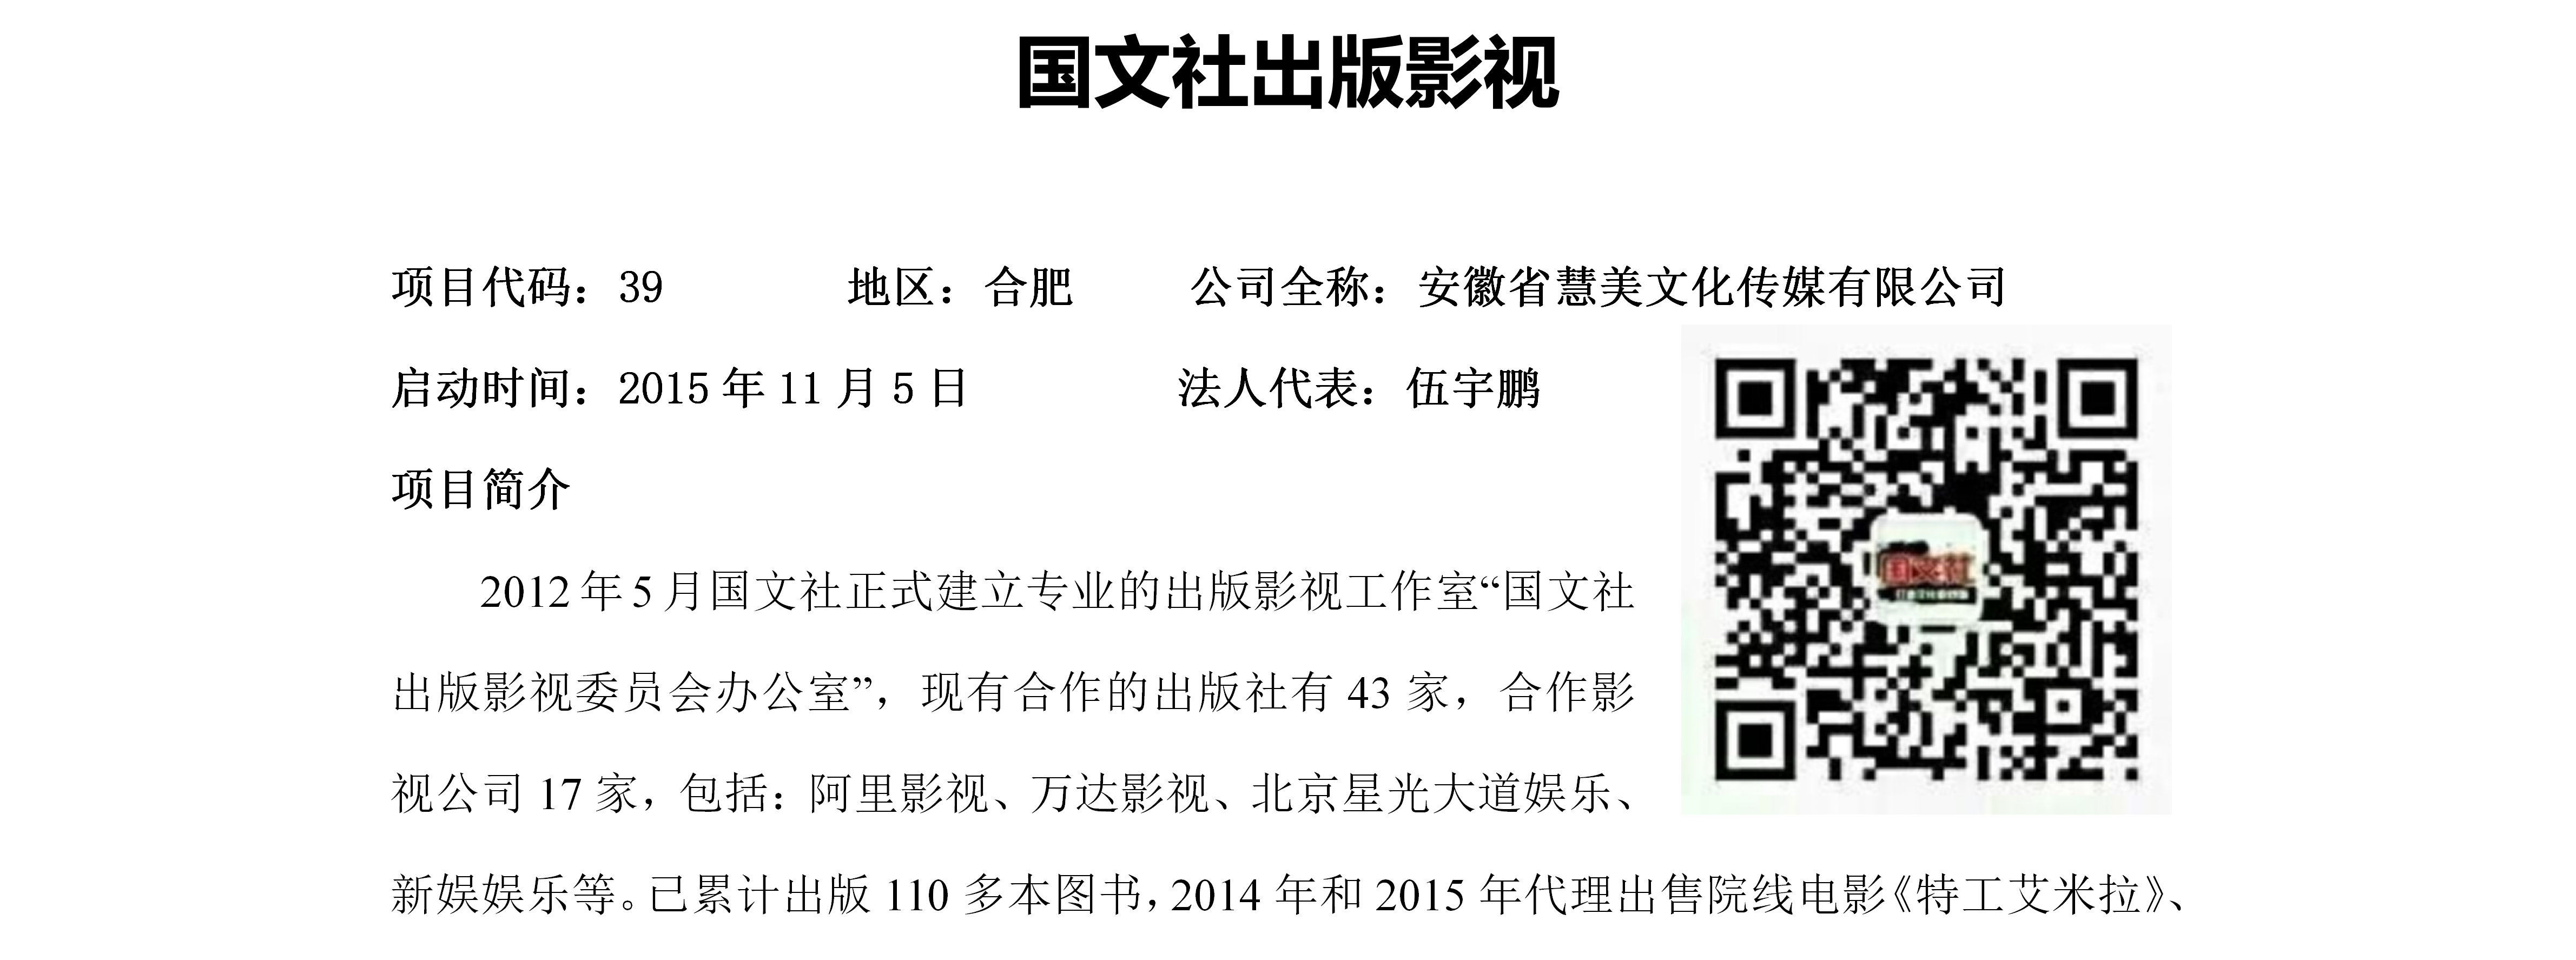 国文社出版影视
项目代码：39 地区：合肥 公司全称：安徽省慧美文化传媒有限公司
启动时间：2015 年 11 月 5 日 法人代表：伍宇鹏
项目简介
2012 年 5 月国文社正式建立专业的出版影视工作室“国文社
出版影视委员会办公室”，现有合作的出版社有 43 家，合作影
视公司 17 家，包括：阿里影视、万达影视、北京星光大道娱乐、
新娱娱乐等。已累计出版 110 多本图书，2014 年和 2015 年代理出售院线电影《特工艾米拉》、
国文社